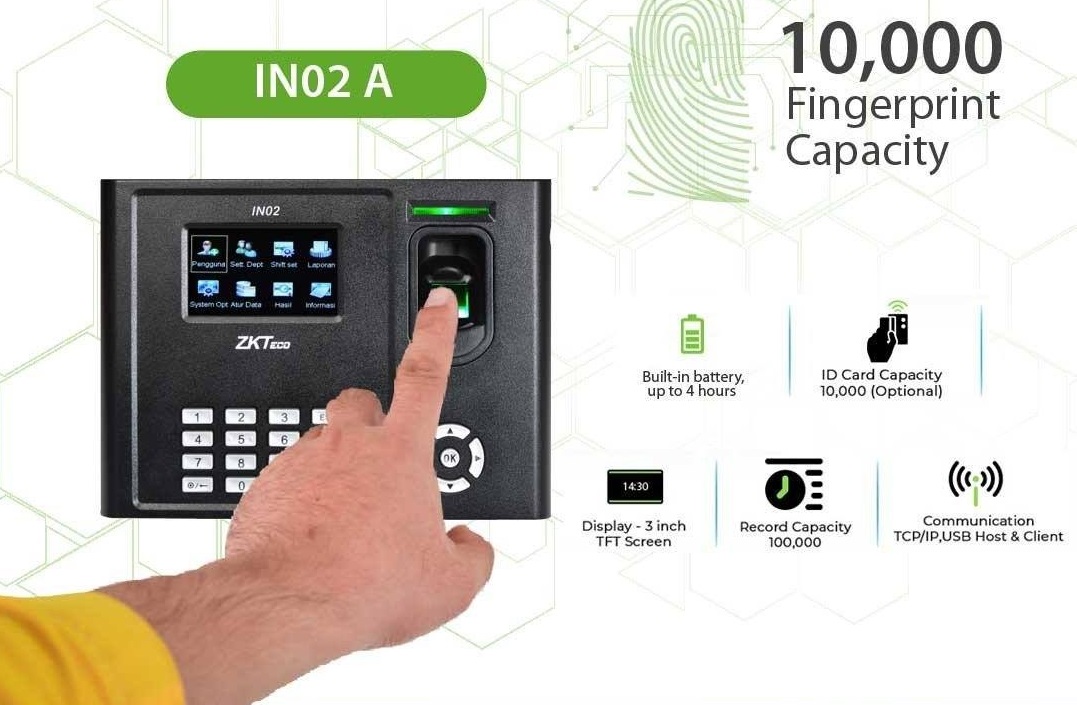 IN02 A
10,000
Fingerprint
Capacity
IN02
Pengguna Sett. Dept Shift set Laporan
System Opt Atur Data Hasil Informasi
ZKTECO
1 2 3
4 5 6
7 8
0
OK
Built-in battery,
up to 4 hours
ID Card Capacity
10,000 (Optional)
14:30
Display - 3 inch
TFT Screen
Record Capacity
100,000
Communication
TCP/IP,USB Host & Client